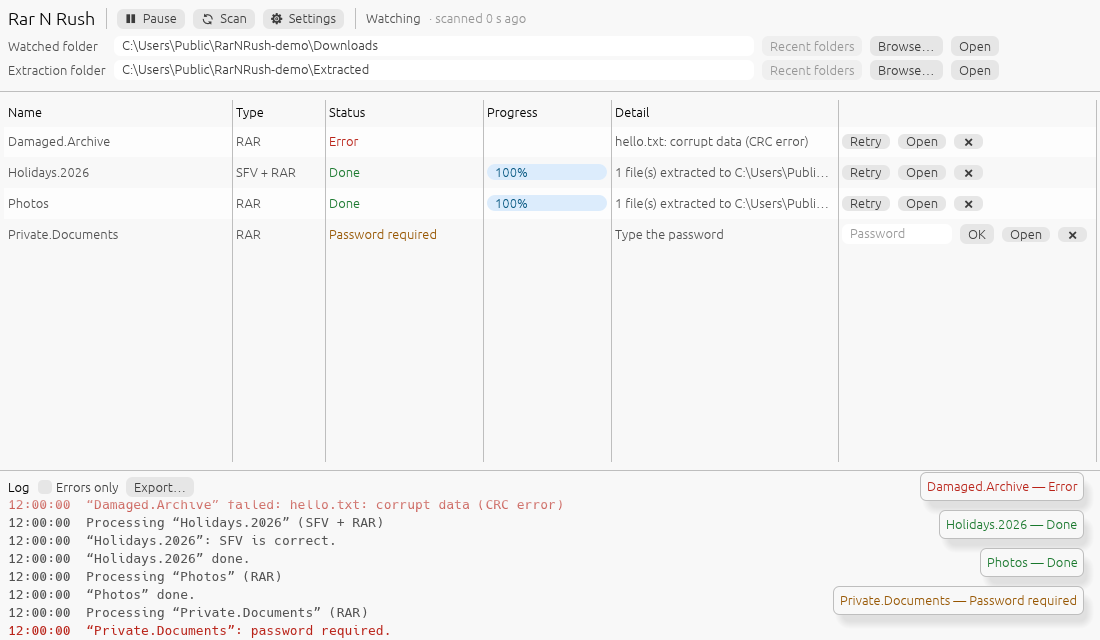 Rar N Rush Pause Scan Settings Watching · scanned 0 s ago
Watched folder C:\Users\Public\RarNRush-demo\Downloads Recent folders Browse… Open
Extraction folder C:\Users\Public\RarNRush-demo\Extracted Recent folders Browse… Open
Name Type Status Progress Detail
Damaged.Archive RAR Error hello.txt: corrupt data (CRC error) Retry Open ×
Holidays.2026 SFV + RAR Done 100% 1 file(s) extracted to C:\Users\Publi… Retry Open ×
Photos RAR Done 100% 1 file(s) extracted to C:\Users\Publi… Retry Open ×
Private.Documents RAR Password required Type the password Password OK Open ×
Log Errors only Export…
12:00:00 “Damaged.Archive” failed: hello.txt: corrupt data (CRC error)
12:00:00 Processing “Holidays.2026” (SFV + RAR)
12:00:00 “Holidays.2026”: SFV is correct.
12:00:00 “Holidays.2026” done.
12:00:00 Processing “Photos” (RAR)
12:00:00 “Photos” done.
12:00:00 Processing “Private.Documents” (RAR)
12:00:00 “Private.Documents”: password required.
Damaged.Archive — Error
Holidays.2026 — Done
Photos — Done
Private.Documents — Password required